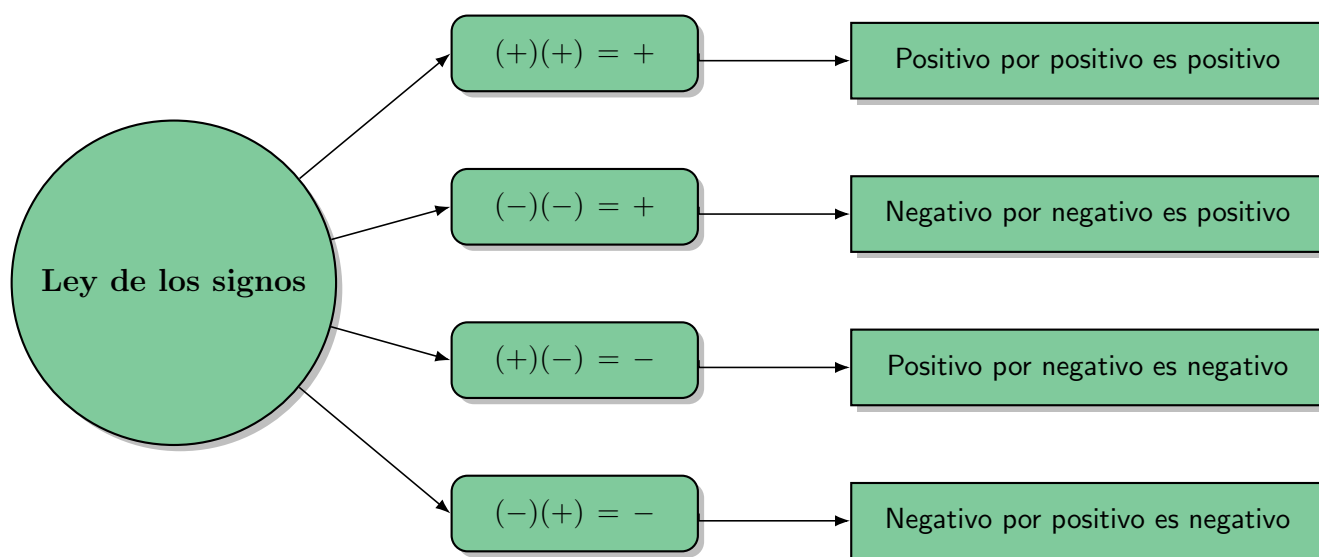 Ley de los signos
(+)(+) = +
Positivo por positivo es positivo
(−)(−) = +
Negativo por negativo es positivo
(+)(−) = −
Positivo por negativo es negativo
(−)(+) = −
Negativo por positivo es negativo